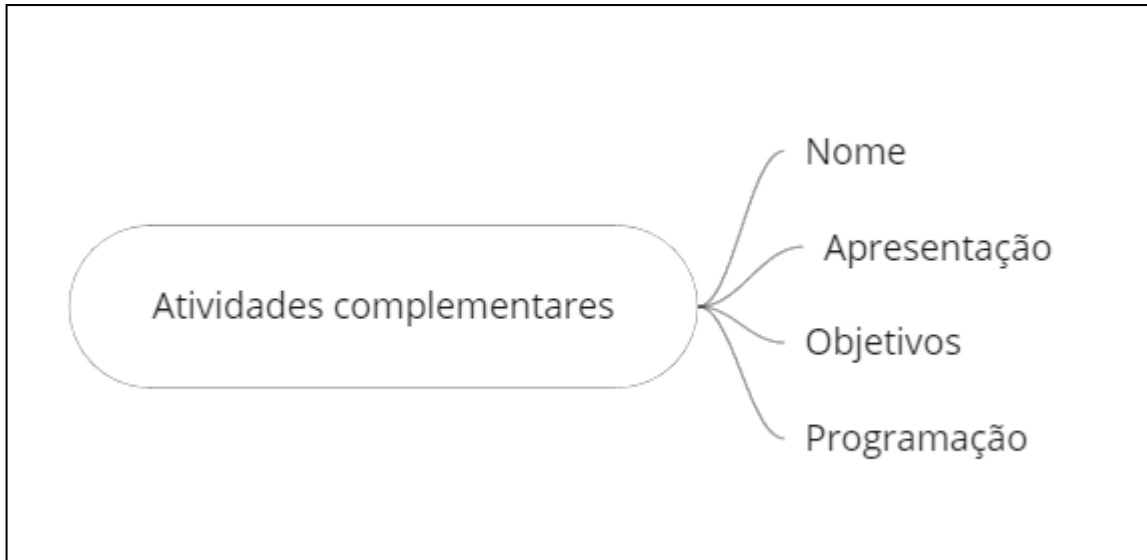 Nome
Apresentação
Atividades complementares
Objetivos
Programação